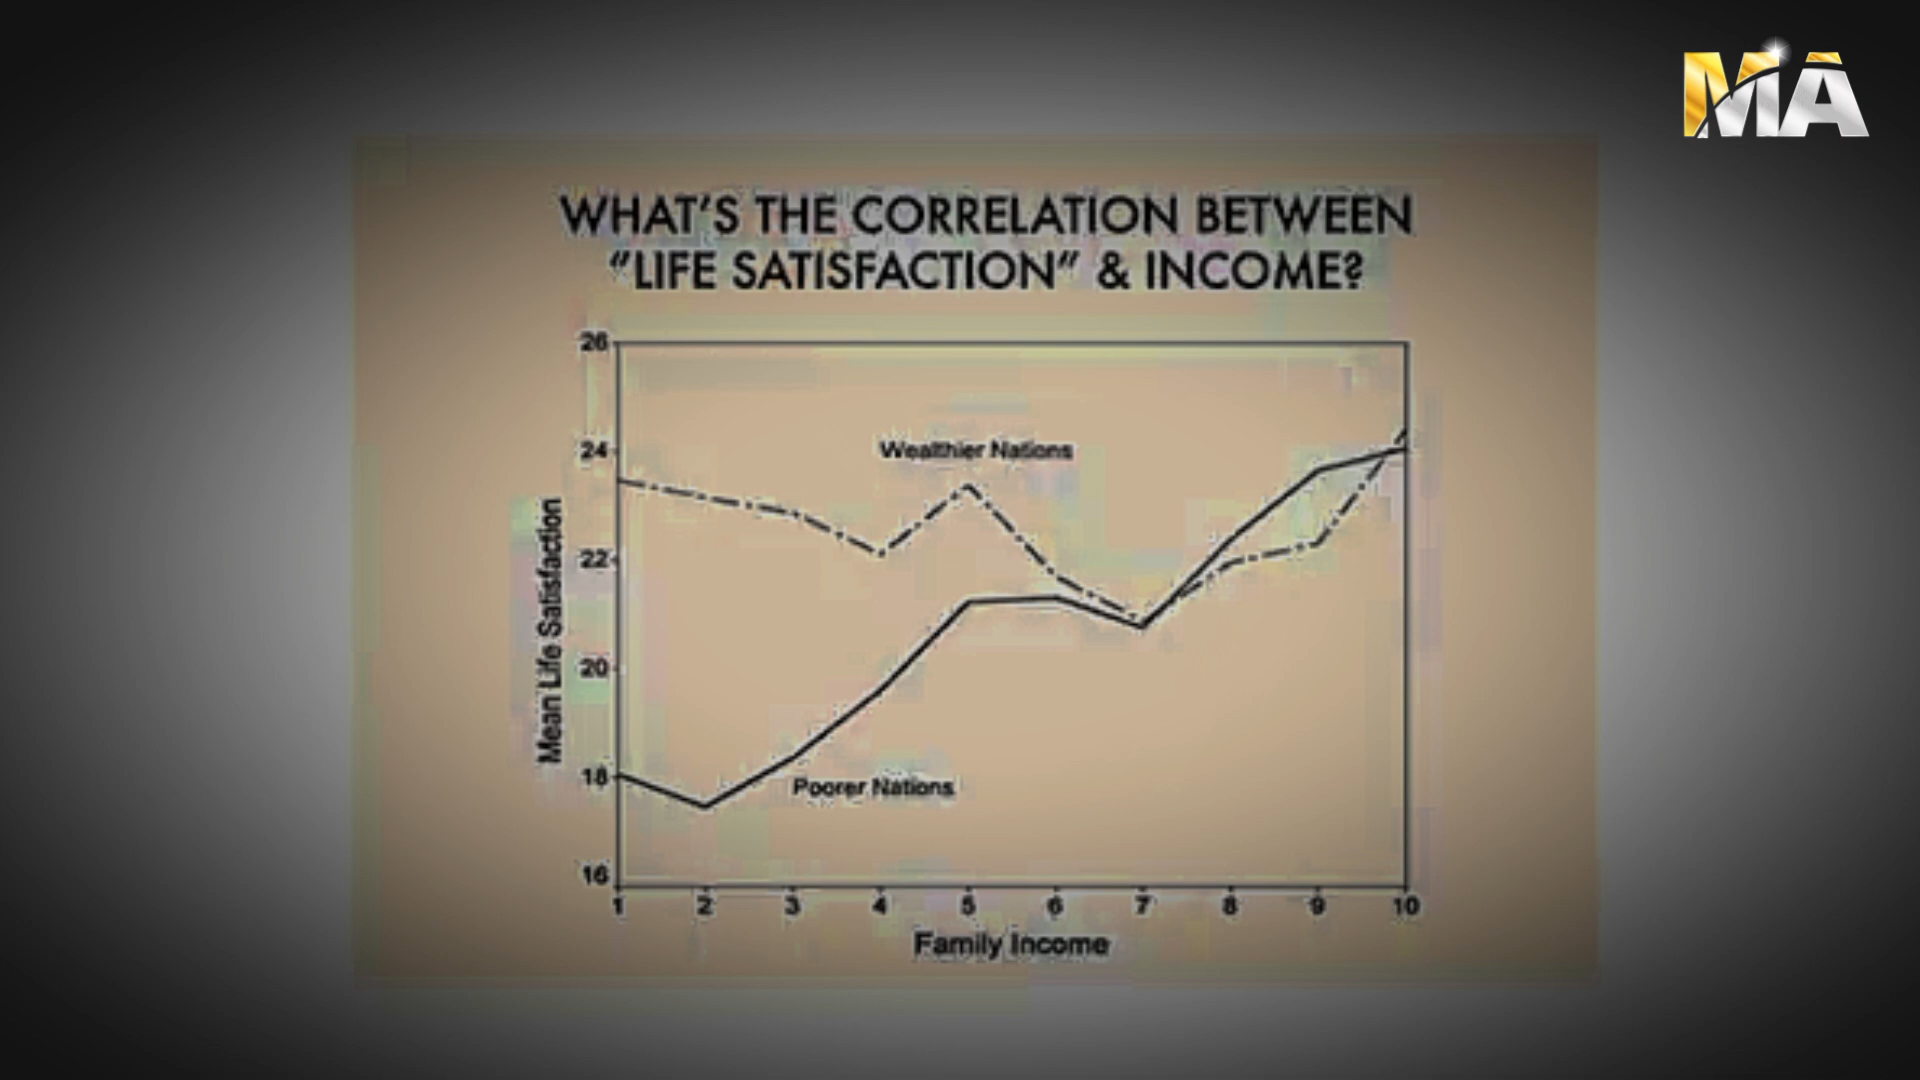 MA
WHAT'S THE CORRELATION BETWEEN
"LIFE SATISFACTION" & INCOME?
26
24
22
20
18
16
Mean Life Satisfaction
Wealthier Nations
Poorer Nations
1 2 3 4 5 6 7 8 9 10
Family Income